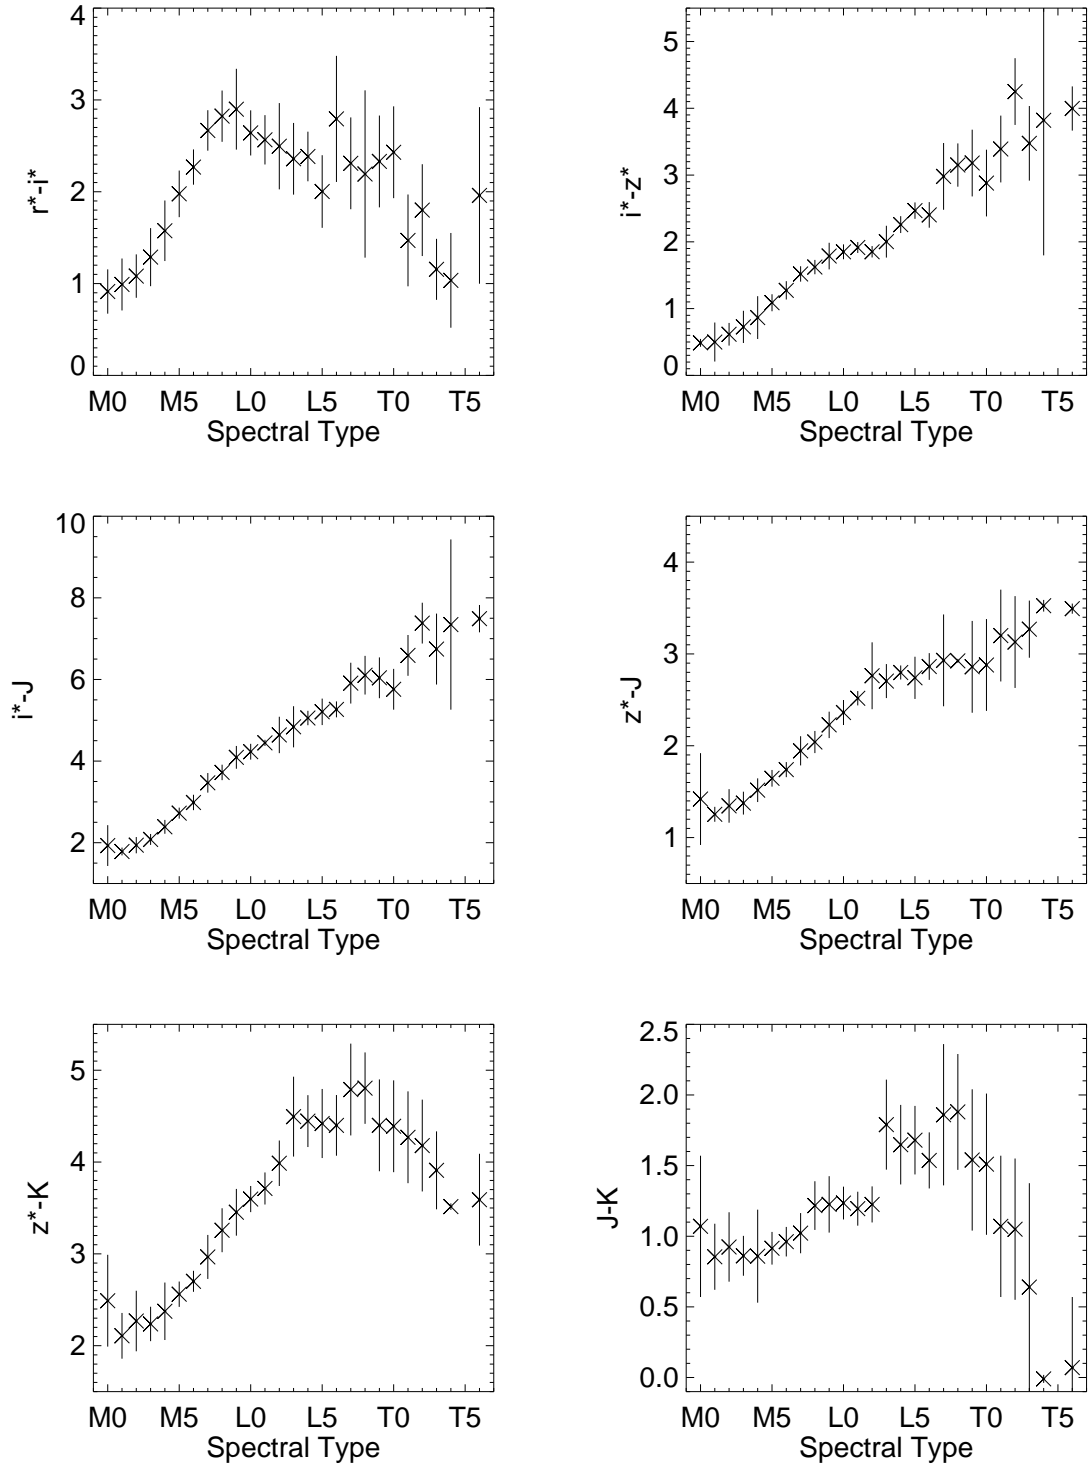 4
3
2
1
0
r*-i*
M0 M5 L0 L5 T0 T5
Spectral Type
5
4
3
2
1
0
i*-z*
M0 M5 L0 L5 T0 T5
Spectral Type
10
8
6
4
2
i*-J
M0 M5 L0 L5 T0 T5
Spectral Type
4
3
2
1
z*-J
M0 M5 L0 L5 T0 T5
Spectral Type
5
4
3
2
z*-K
M0 M5 L0 L5 T0 T5
Spectral Type
2.5
2.0
1.5
1.0
0.5
0.0
J-K
M0 M5 L0 L5 T0 T5
Spectral Type